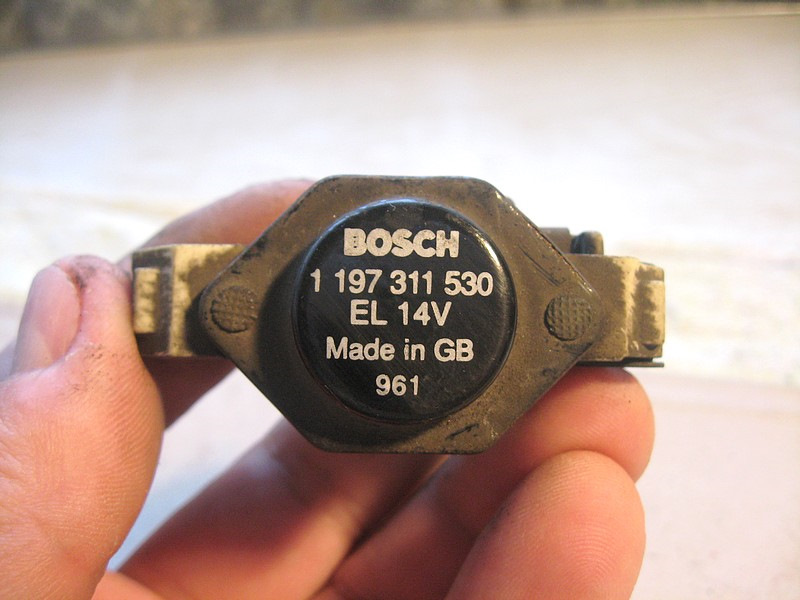 BOSCH
1 197 311 530
EL 14V
Made in GB
961